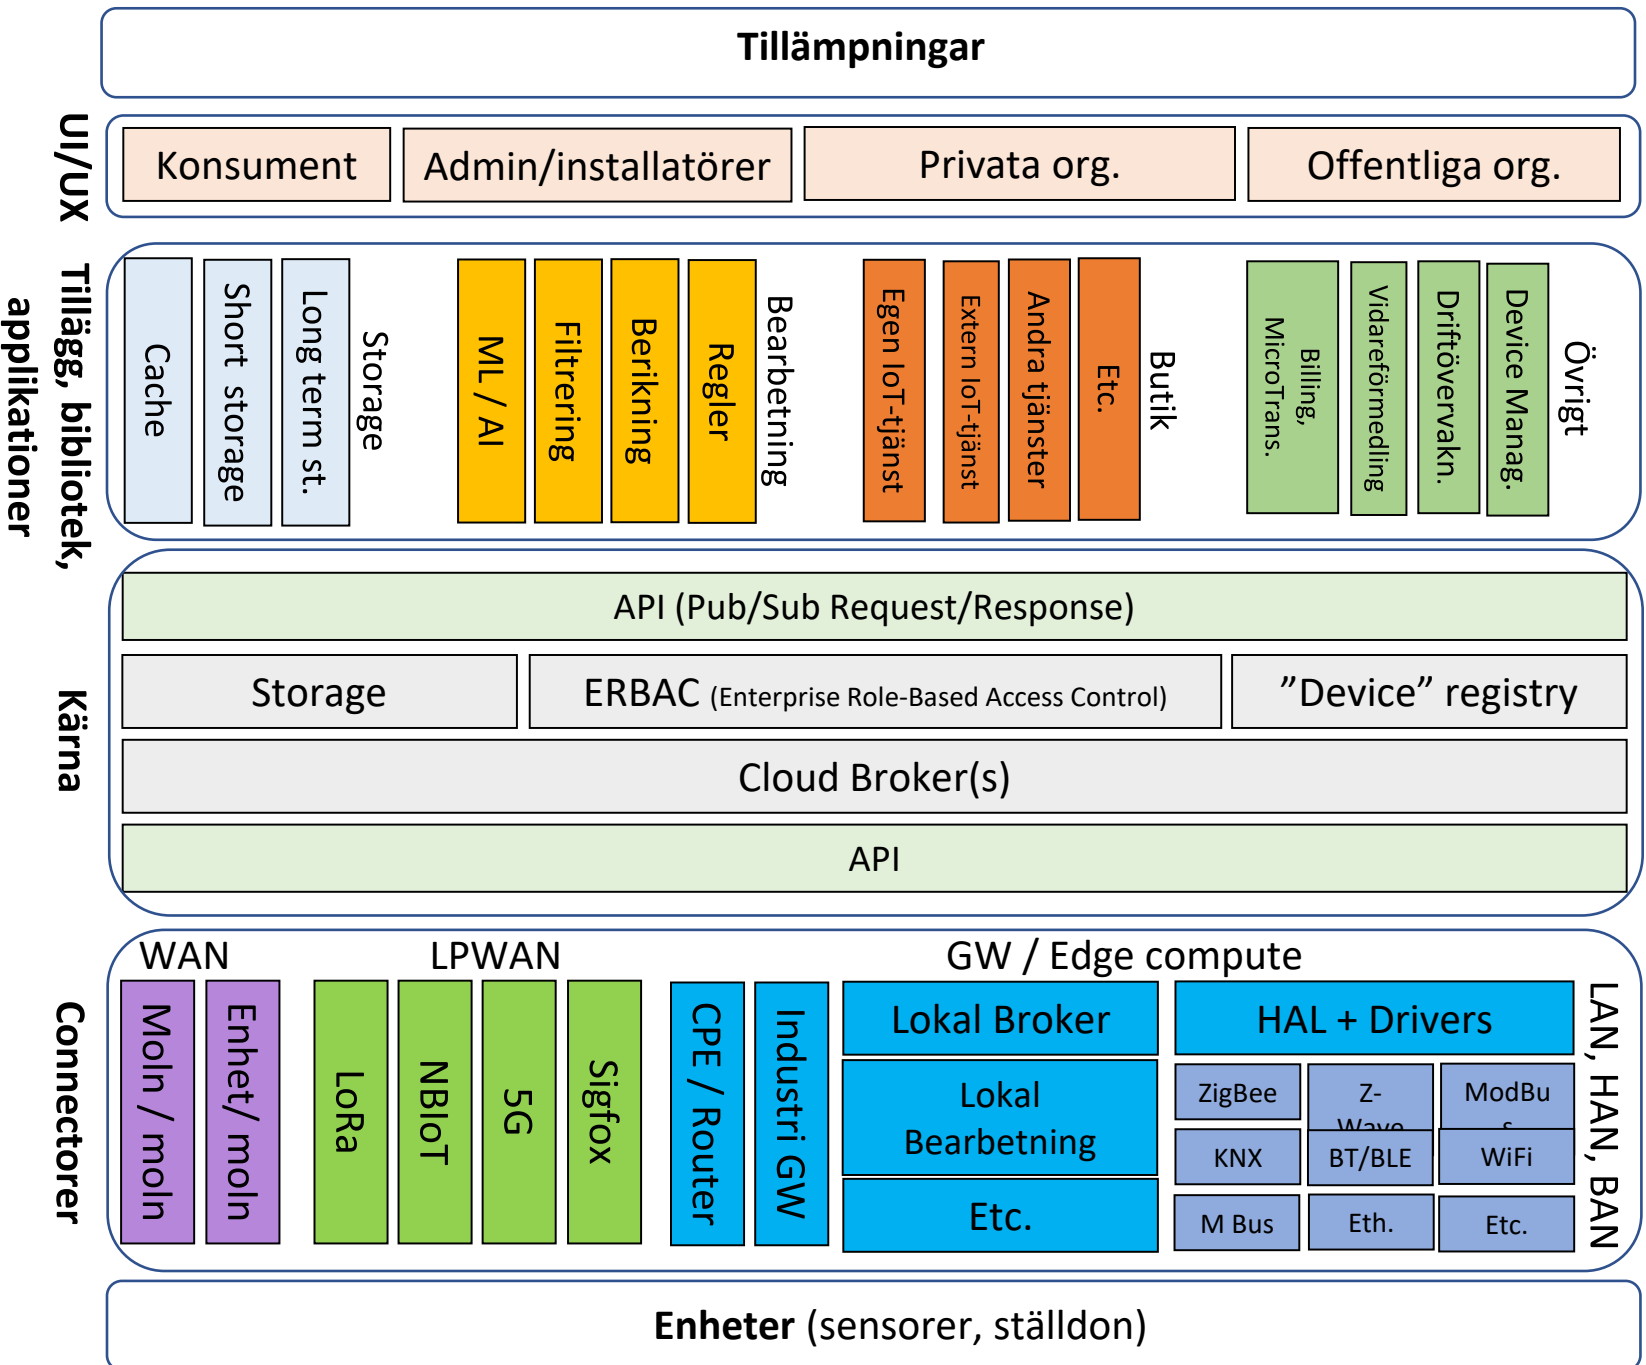 Tillämpningar
UI/UX
Konsument
Admin/installatörer
Privata org.
Offentliga org.
Tillägg, bibliotek,
applikationer
Cache
Short storage
Long term st.
Storage
ML / AI
Filtrering
Berikning
Regler
Bearbetning
Egen IoT-tjänst
Extern IoT-tjänst
Andra tjänster
Etc.
Butik
Billing,
MicroTrans.
Vidareförmedling
Driftövervakn.
Device Manag.
Övrigt
Kärna
API (Pub/Sub Request/Response)
Storage
ERBAC (Enterprise Role-Based Access Control)
”Device” registry
Cloud Broker(s)
API
Connectorer
WAN
Moln / moln
Enhet/ moln
LPWAN
LoRa
NBIoT
5G
Sigfox
GW / Edge compute
CPE / Router
Industri GW
Lokal Broker
Lokal
Bearbetning
Etc.
HAL + Drivers
ZigBee
Z-
Wave
ModBu
s
KNX
BT/BLE
WiFi
M Bus
Eth.
Etc.
LAN, HAN, BAN
Enheter (sensorer, ställdon)